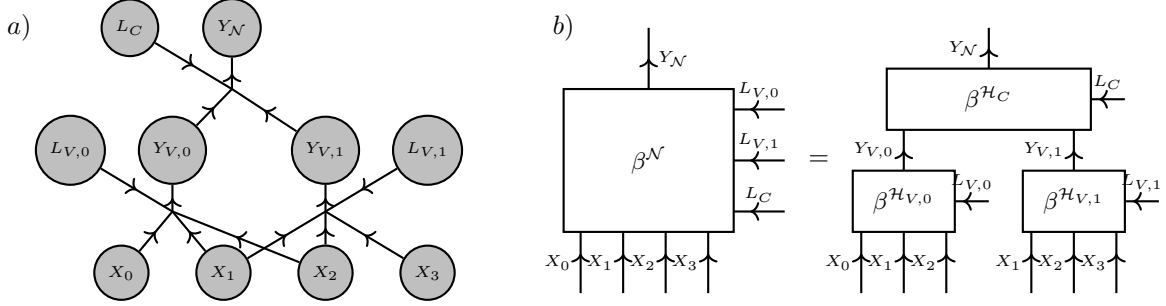 a)
L_C Y_𝒩
L_{V,0} Y_{V,0} Y_{V,1} L_{V,1}
X_0 X_1 X_2 X_3
b)
Y_𝒩
L_{V,0}
L_{V,1}
L_C
β^𝒩
X_0 X_1 X_2 X_3
=
Y_𝒩
β^{ℋ_C}
L_C
Y_{V,0} Y_{V,1}
β^{ℋ_{V,0}} L_{V,0} β^{ℋ_{V,1}} L_{V,1}
X_0 X_1 X_2 X_1 X_2 X_3